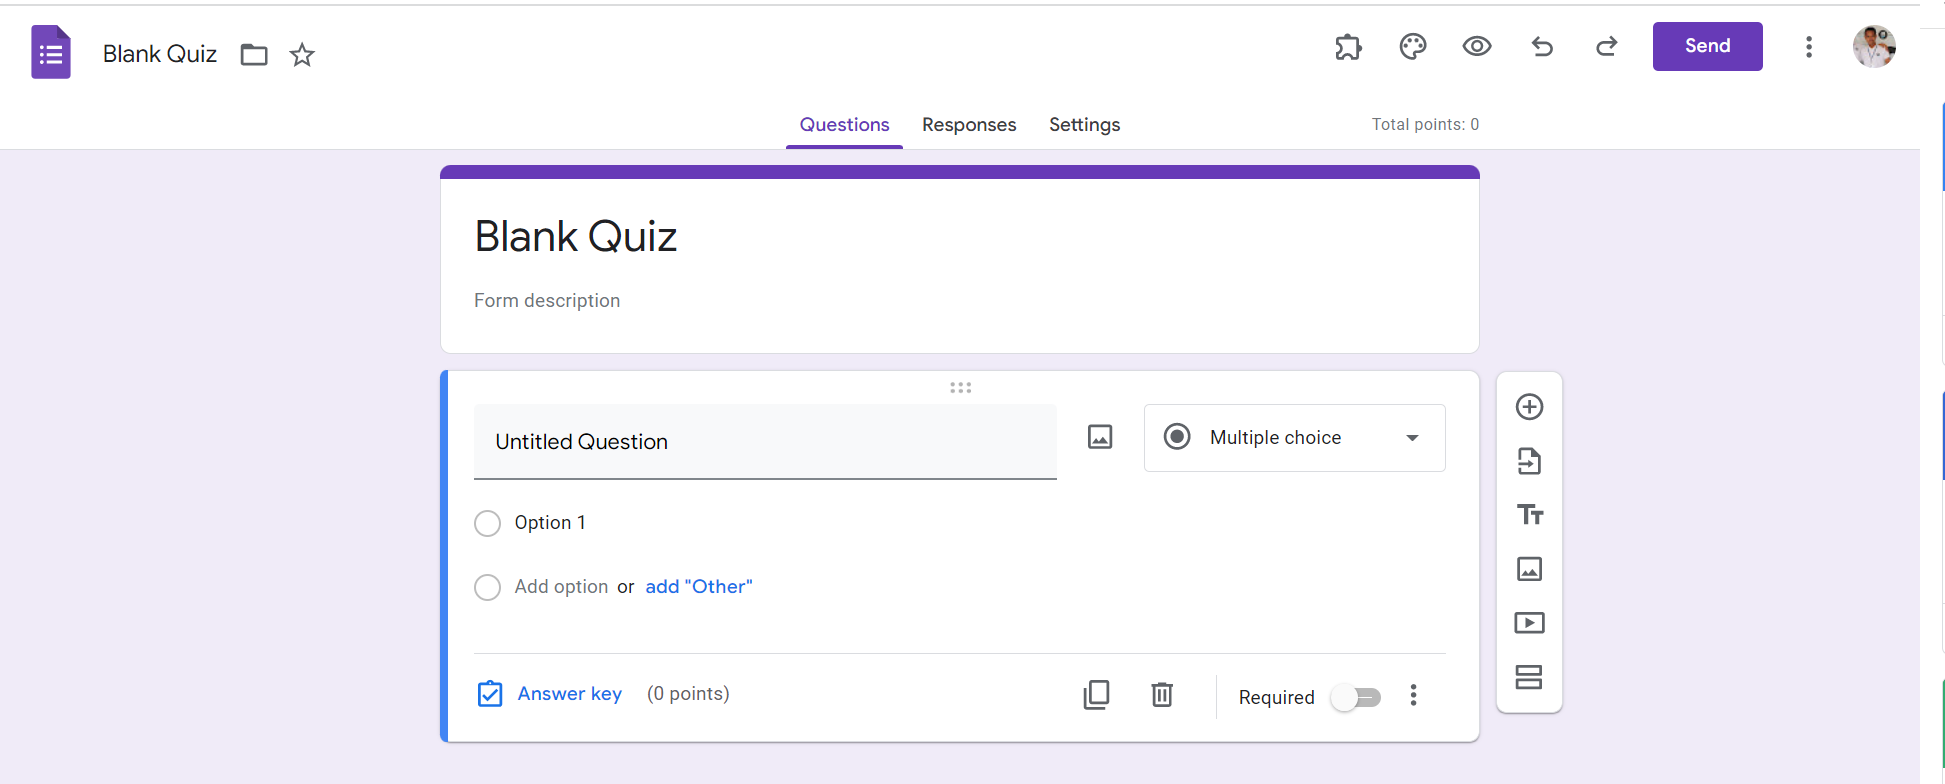 Blank Quiz
Send
Questions Responses Settings Total points: 0
Blank Quiz
Form description
Untitled Question
Multiple choice
Option 1
Add option or add "Other"
Answer key (0 points)
Required